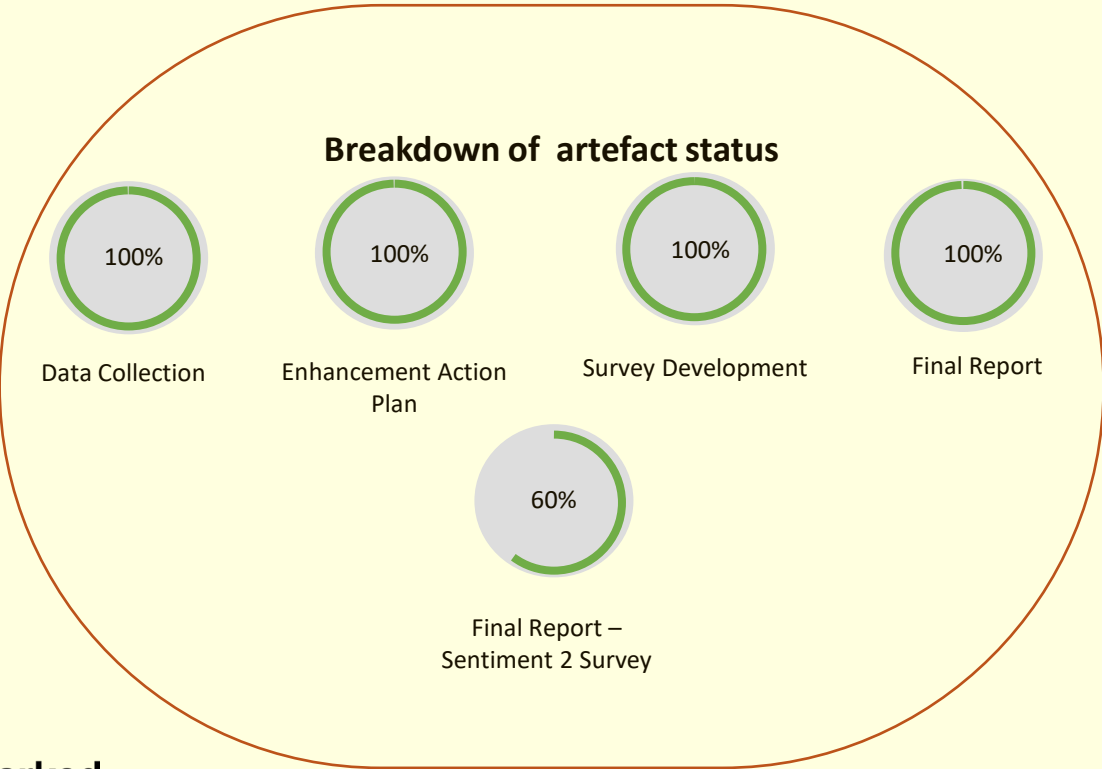 Breakdown of artefact status
100%
100%
100%
100%
Data Collection
Enhancement Action
Plan
Survey Development
Final Report
60%
Final Report –
Sentiment 2 Survey